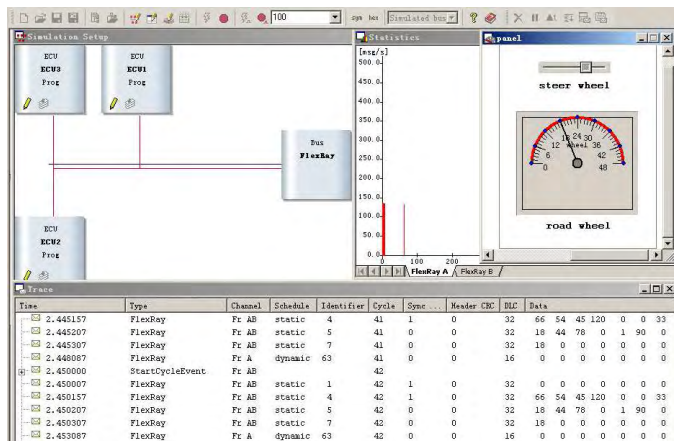 100 sym hex Simulated bus
Simulation Setup
ECU
ECU3
Prog
ECU
ECU1
Prog
Bus
FlexRay
ECU
ECU2
Prog
Statistics
[msg/s]
500.0
450.0
400.0
350.0
300.0
250.0
200.0
150.0
100.0
50.0
0.0
0 100 200
FlexRay A FlexRay B
panel
steer wheel
0 6 12 18 24 30 36 42 48
wheel
road wheel
Trace
Time Type Channel Schedule Identifier Cycle Sync ... Header CRC DLC Data
2.445157 FlexRay Fr AB static 4 41 1 0 32 66 54 45 120 0 0 33
2.445207 FlexRay Fr AB static 5 41 0 0 32 18 44 78 0 1 90 0
2.445307 FlexRay Fr AB static 7 41 0 0 32 18 0 0 0 0 0 0
2.448087 FlexRay Fr A dynamic 63 41 0 0 16 0 0 0 0 0 0 0
2.450000 StartCycleEvent Fr AB 42
2.450007 FlexRay Fr AB static 1 42 1 0 32 0 0 0 0 0 0 0
2.450157 FlexRay Fr AB static 4 42 1 0 32 66 54 45 120 0 0 33
2.450207 FlexRay Fr AB static 5 42 0 0 32 18 44 78 0 1 90 0
2.450307 FlexRay Fr AB static 7 42 0 0 32 18 0 0 0 0 0 0
2.453087 FlexRay Fr A dynamic 63 42 0 0 16 0 0 0 0 0 0 0